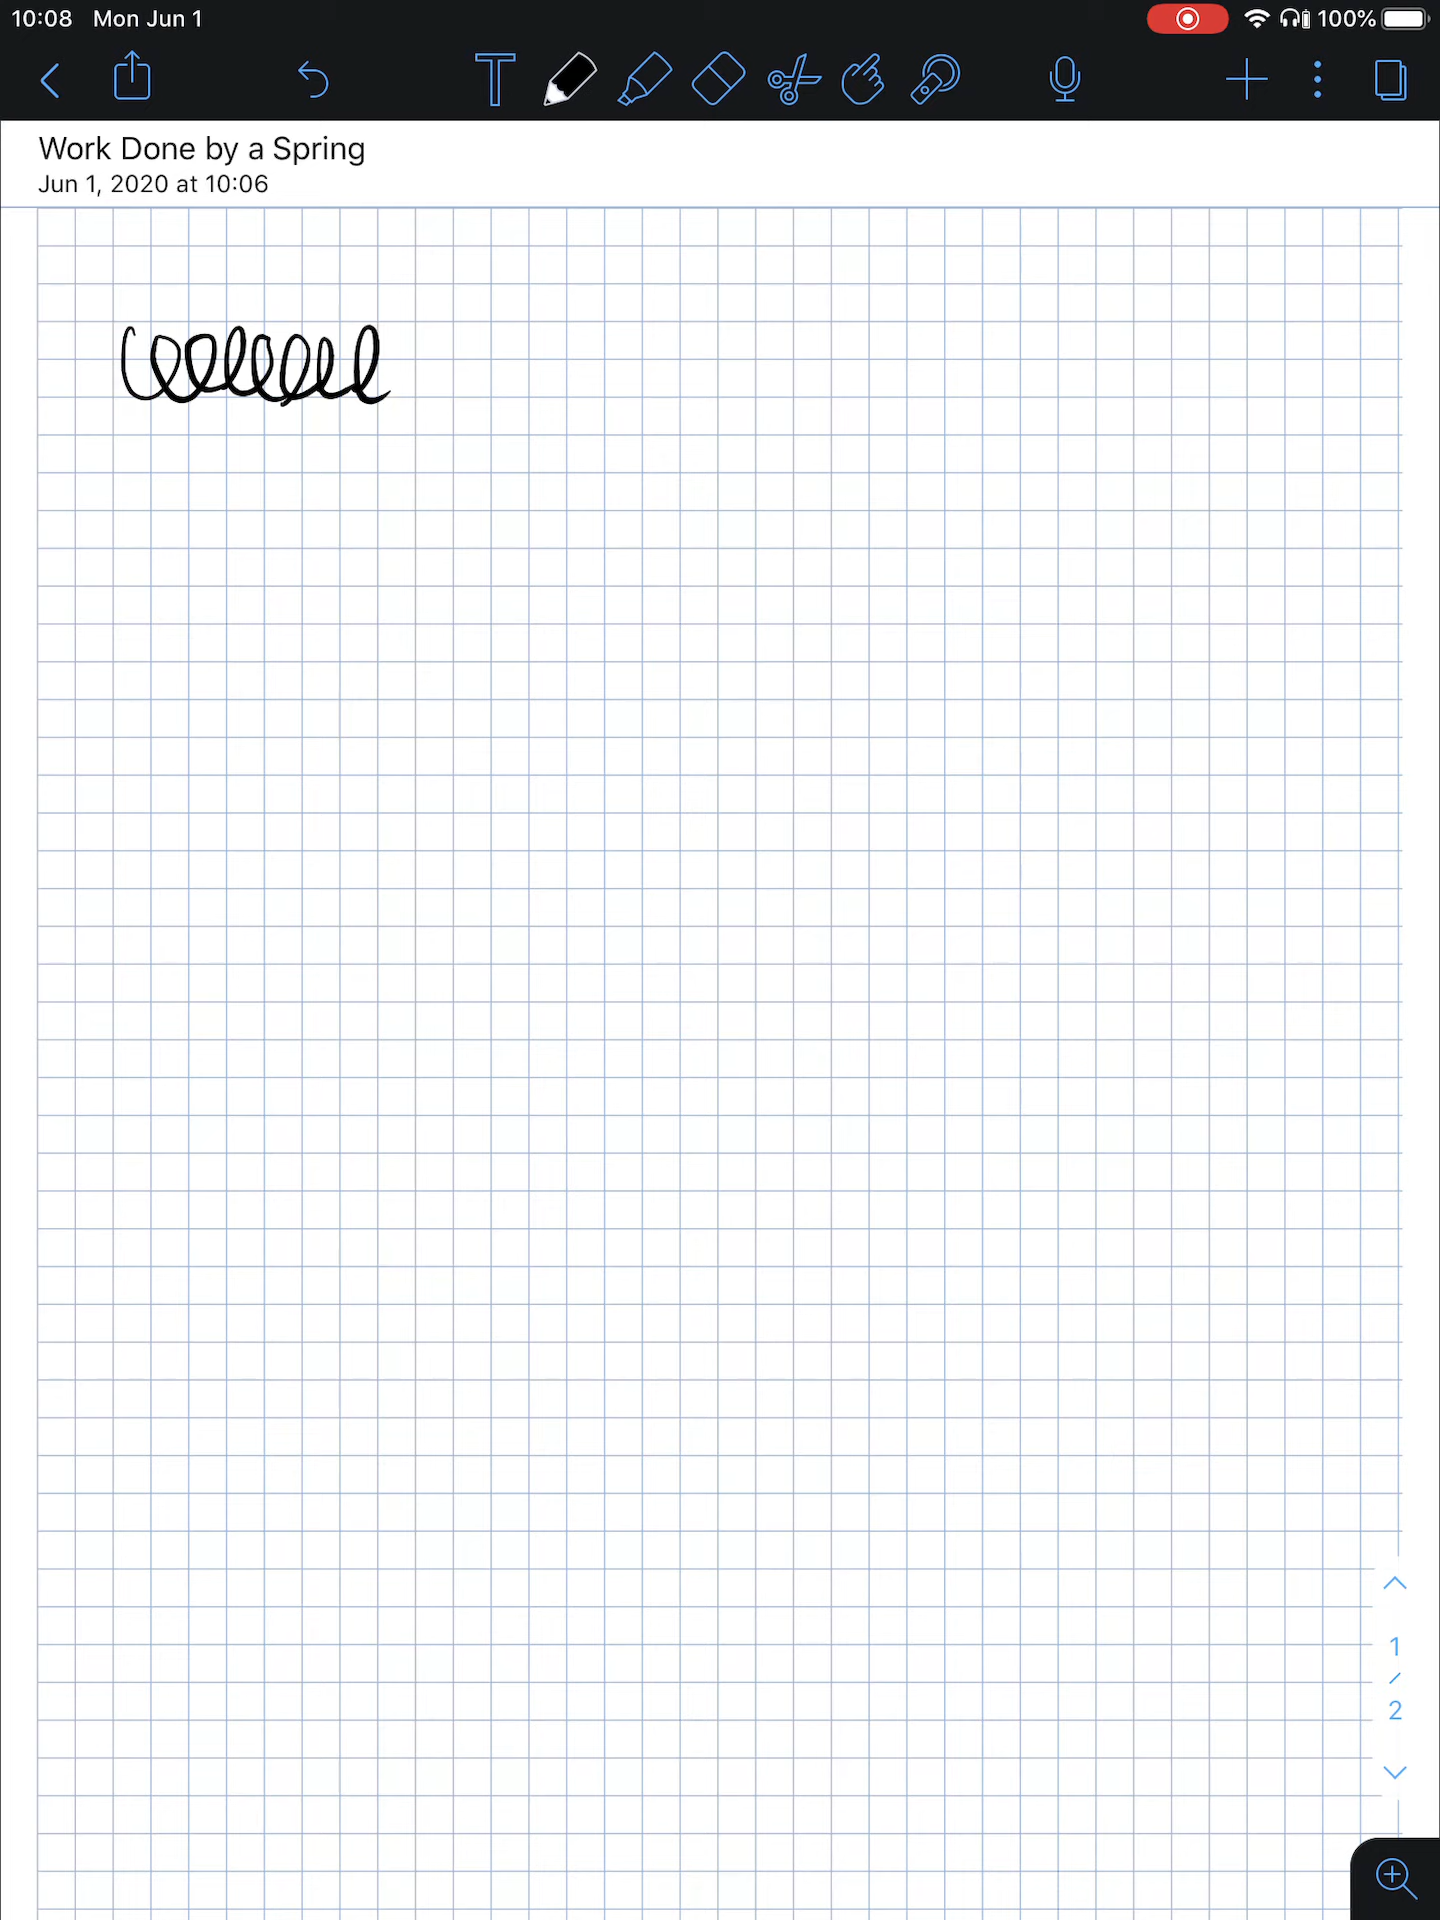 10:08 Mon Jun 1 100%
Work Done by a Spring
Jun 1, 2020 at 10:06
1
/
2